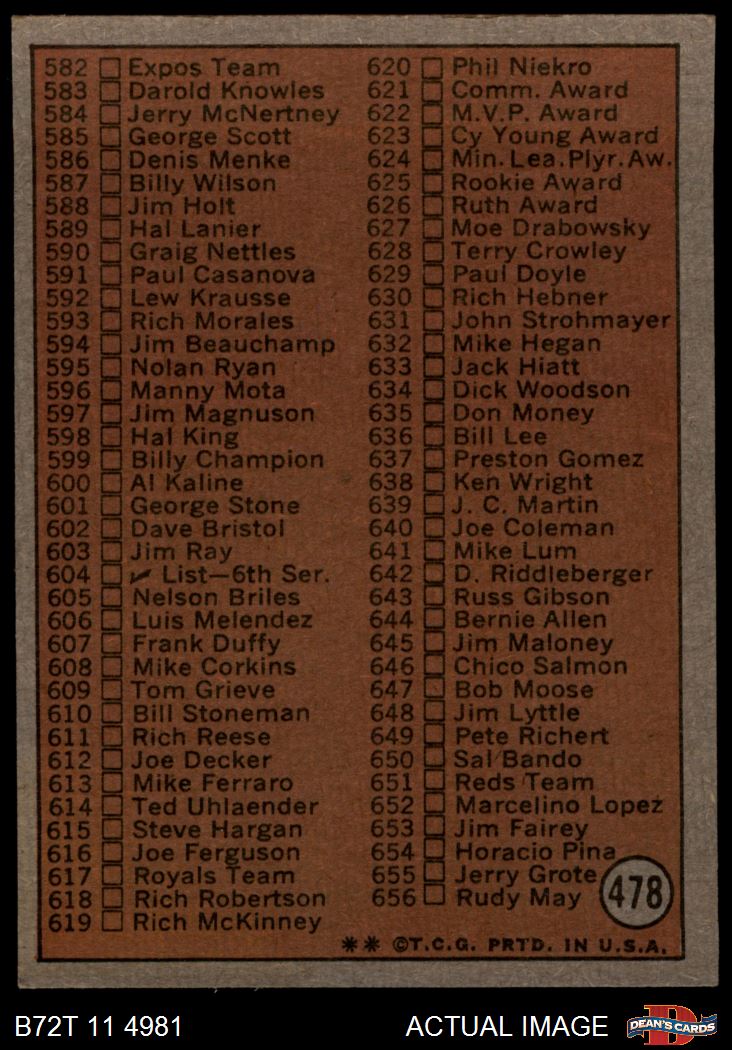 582 Expos Team
583 Darold Knowles
584 Jerry McNertney
585 George Scott
586 Denis Menke
587 Billy Wilson
588 Jim Holt
589 Hal Lanier
590 Graig Nettles
591 Paul Casanova
592 Lew Krausse
593 Rich Morales
594 Jim Beauchamp
595 Nolan Ryan
596 Manny Mota
597 Jim Magnuson
598 Hal King
599 Billy Champion
600 Al Kaline
601 George Stone
602 Dave Bristol
603 Jim Ray
604 ✓ List—6th Ser.
605 Nelson Briles
606 Luis Melendez
607 Frank Duffy
608 Mike Corkins
609 Tom Grieve
610 Bill Stoneman
611 Rich Reese
612 Joe Decker
613 Mike Ferraro
614 Ted Uhlaender
615 Steve Hargan
616 Joe Ferguson
617 Royals Team
618 Rich Robertson
619 Rich McKinney
620 Phil Niekro
621 Comm. Award
622 M.V.P. Award
623 Cy Young Award
624 Min. Lea. Plyr. Aw.
625 Rookie Award
626 Ruth Award
627 Moe Drabowsky
628 Terry Crowley
629 Paul Doyle
630 Rich Hebner
631 John Strohmayer
632 Mike Hegan
633 Jack Hiatt
634 Dick Woodson
635 Don Money
636 Bill Lee
637 Preston Gomez
638 Ken Wright
639 J. C. Martin
640 Joe Coleman
641 Mike Lum
642 D. Riddleberger
643 Russ Gibson
644 Bernie Allen
645 Jim Maloney
646 Chico Salmon
647 Bob Moose
648 Jim Lyttle
649 Pete Richert
650 Sal Bando
651 Reds Team
652 Marcelino Lopez
653 Jim Fairey
654 Horacio Pina
655 Jerry Grote
656 Rudy May
478
** ©T.C.G. PRTD. IN U.S.A.
B72T 11 4981
ACTUAL IMAGE
D
DEAN'S CARDS